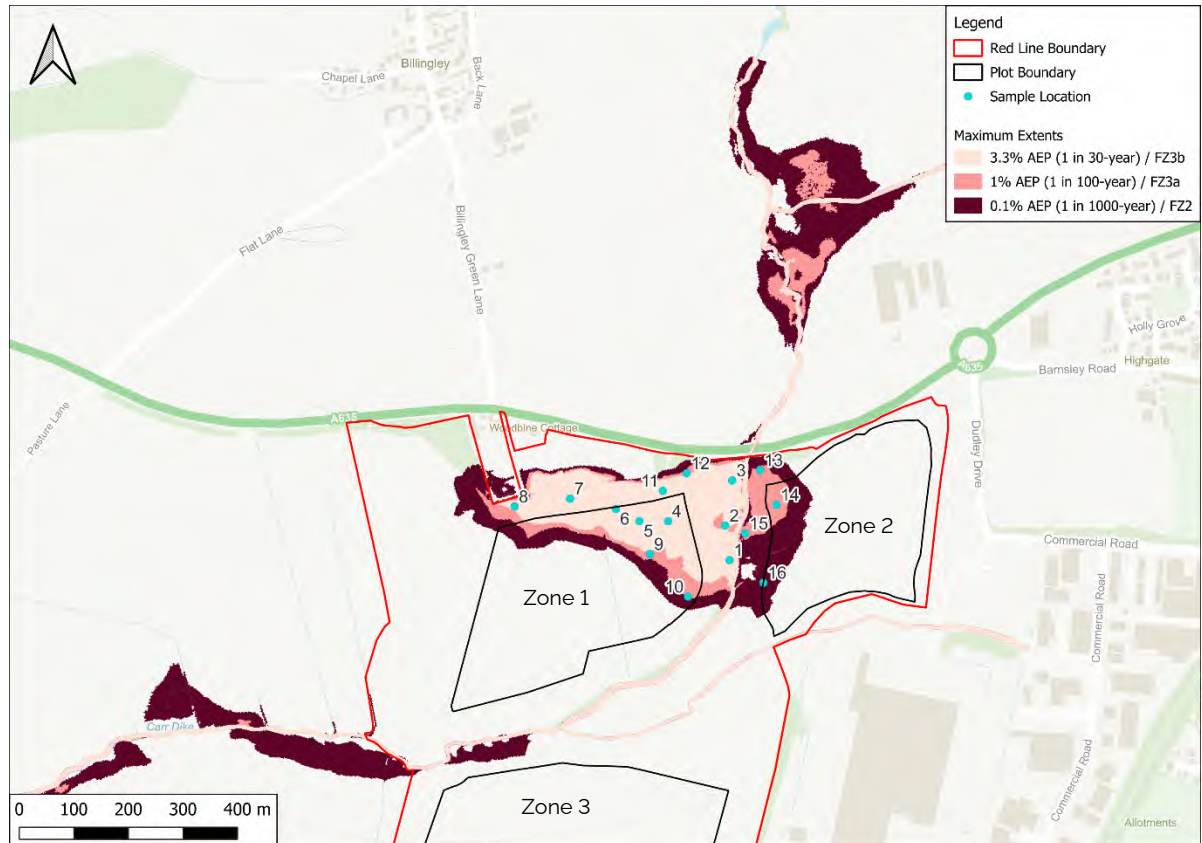 Legend
Red Line Boundary
Plot Boundary
Sample Location
Maximum Extents
3.3% AEP (1 in 30-year) / FZ3b
1% AEP (1 in 100-year) / FZ3a
0.1% AEP (1 in 1000-year) / FZ2
Billingley
Chapel Lane
Back Lane
Flat Lane
Billingley Green Lane
Pasture Lane
A635
Woodbine Cottage
A635
Holly Grove
Highgate
Barnsley Road
Dudley Drive
Commercial Road
Commercial Road
Commercial Road
Commercial Road
Allotments
Carr Dike
12
13
3
11
7
8
14
6
5
4
2
15
9
1
10
16
Zone 1
Zone 2
Zone 3
0 100 200 300 400 m